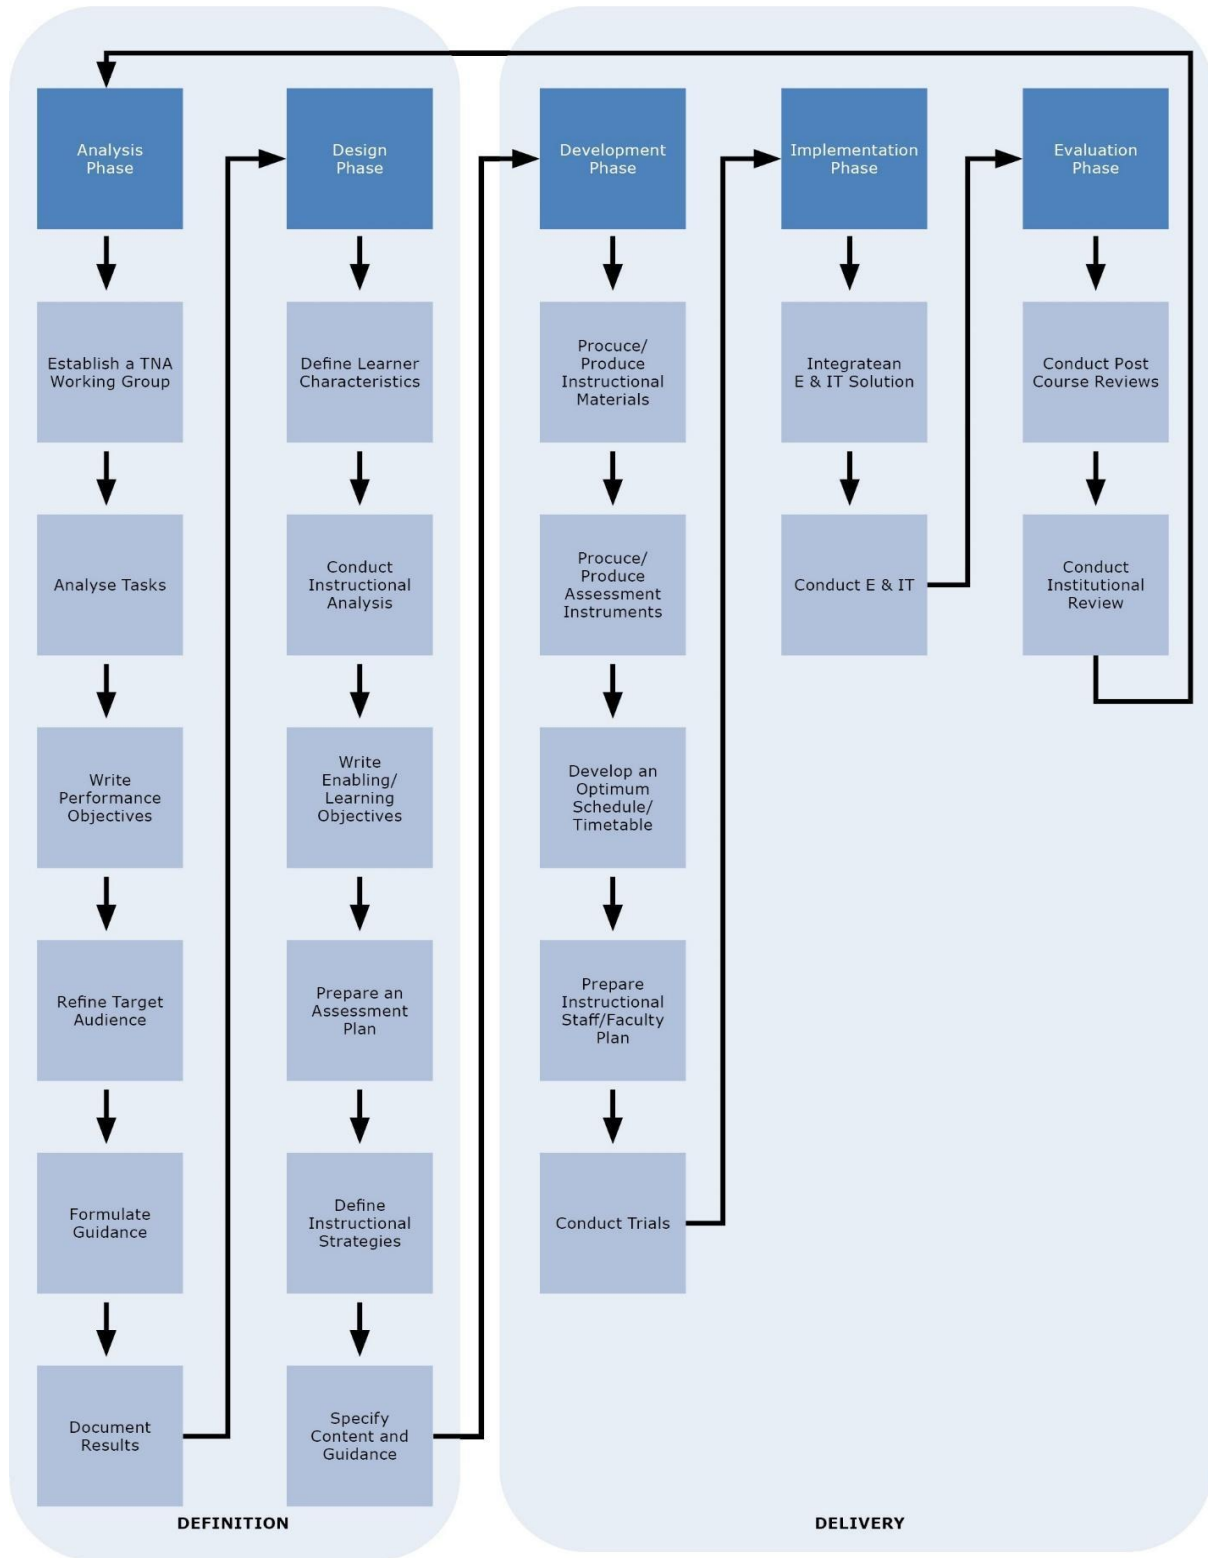 Analysis
Phase
Establish a TNA
Working Group
Analyse Tasks
Write
Performance
Objectives
Refine Target
Audience
Formulate
Guidance
Document
Results
Design
Phase
Define Learner
Characteristics
Conduct
Instructional
Analysis
Write
Enabling/
Learning
Objectives
Prepare an
Assessment
Plan
Define
Instructional
Strategies
Specify
Content and
Guidance
DEFINITION
Development
Phase
Procuce/
Produce
Instructional
Materials
Procuce/
Produce
Assessment
Instruments
Develop an
Optimum
Schedule/
Timetable
Prepare
Instructional
Staff/Faculty
Plan
Conduct Trials
Implementation
Phase
Integratean
E & IT Solution
Conduct E & IT
Evaluation
Phase
Conduct Post
Course Reviews
Conduct
Institutional
Review
DELIVERY